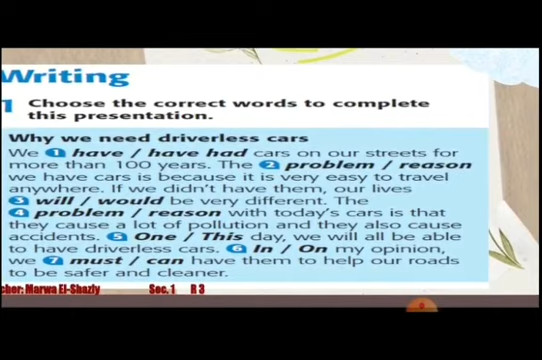 Writing
1 Choose the correct words to complete
this presentation.
Why we need driverless cars
We 1 have / have had cars on our streets for
more than 100 years. The 2 problem / reason
we have cars is because it is very easy to travel
anywhere. If we didn't have them, our lives
3 will / would be very different. The
4 problem / reason with today's cars is that
they cause a lot of pollution and they also cause
accidents. 5 One / This day, we will all be able
to have driverless cars. 6 In / On my opinion,
we 7 must / can have them to help our roads
to be safer and cleaner.
cher: Marwa El-Shazly Sec, 1 R 3